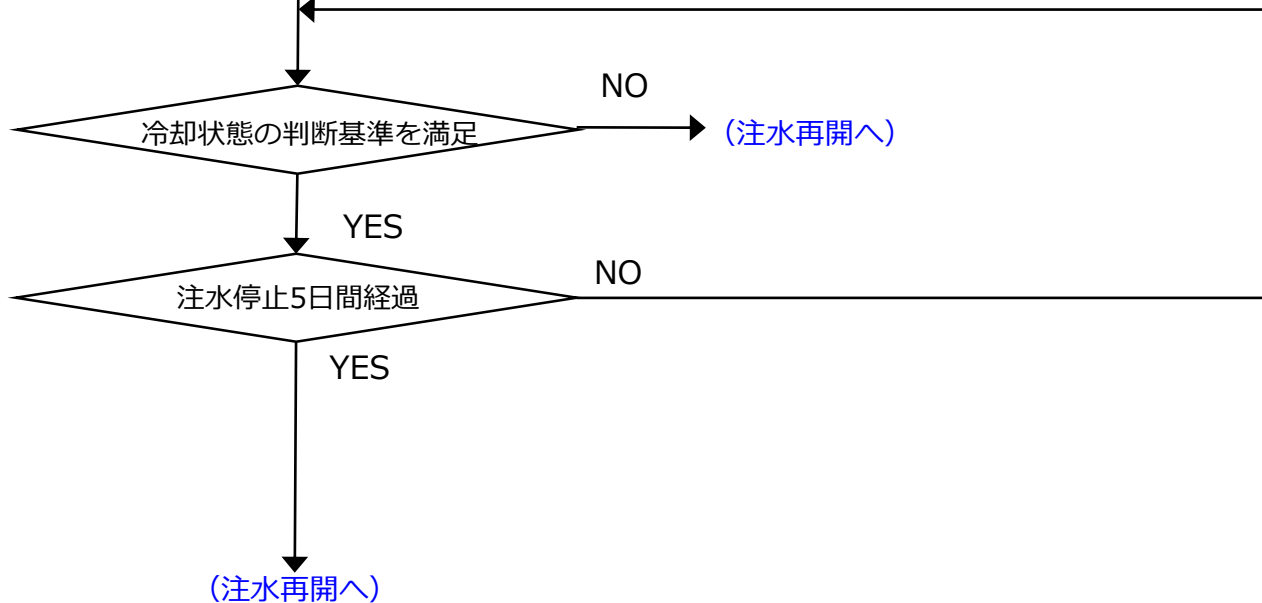 NO
冷却状態の判断基準を満足
（注水再開へ）
YES
NO
注水停止5日間経過
YES
（注水再開へ）